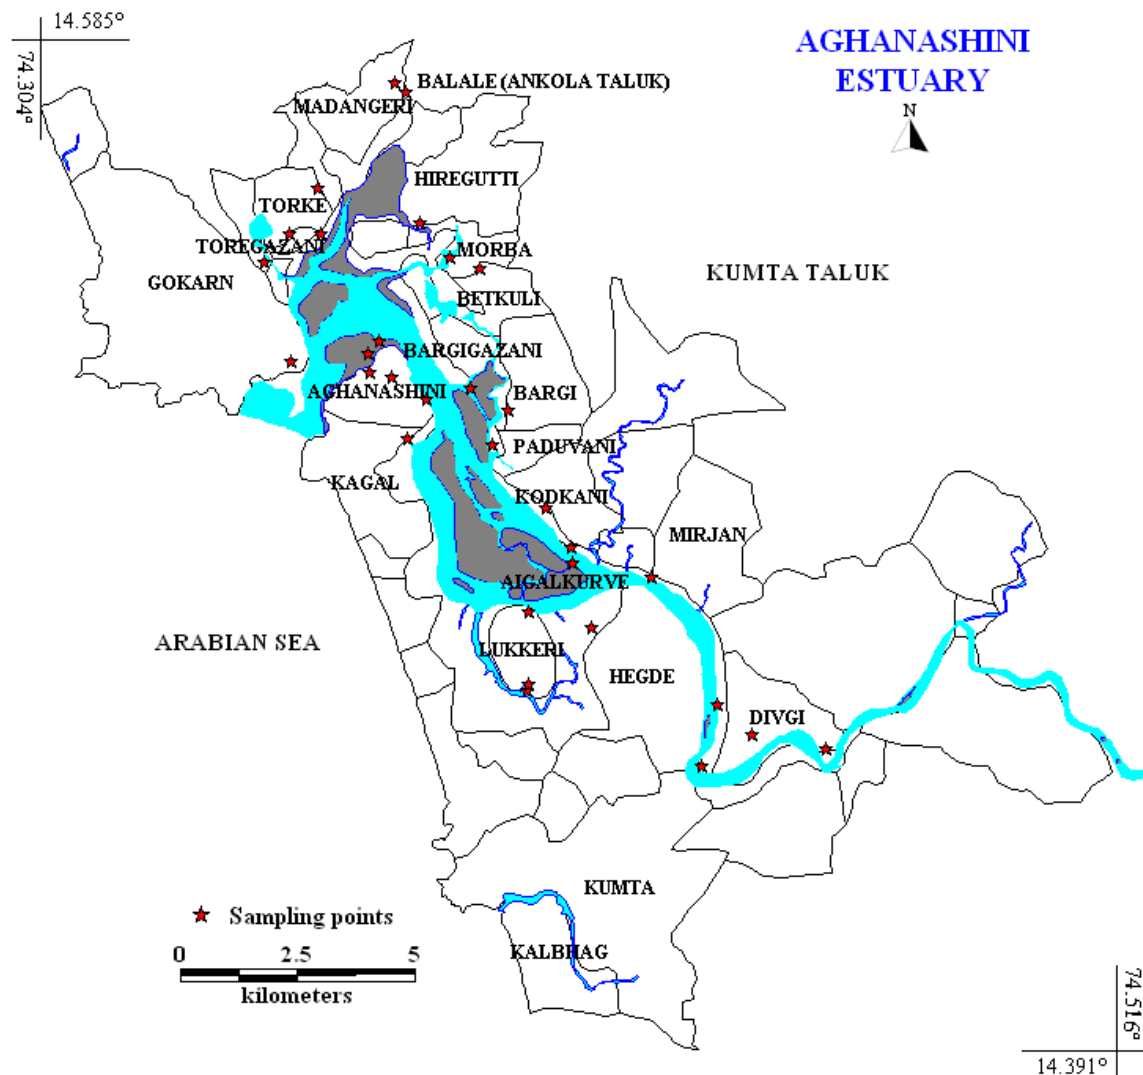 14.585°
74.304°
AGHANASHINI
ESTUARY
N
BALALE (ANKOLA TALUK)
MADANGERI
HIREGUTTI
TORKE
TOREGAZANI
MORBA
GOKARN
KUMTA TALUK
BETKULI
BARGIGAZANI
AGHANASHINI
BARGI
PADUVANI
KAGAL
KODKANI
MIRJAN
AIGALKURVE
ARABIAN SEA
LUKKERI
HEGDE
DIVGI
KUMTA
Sampling points
KALBHAG
0 2.5 5
kilometers
74.516°
14.391°